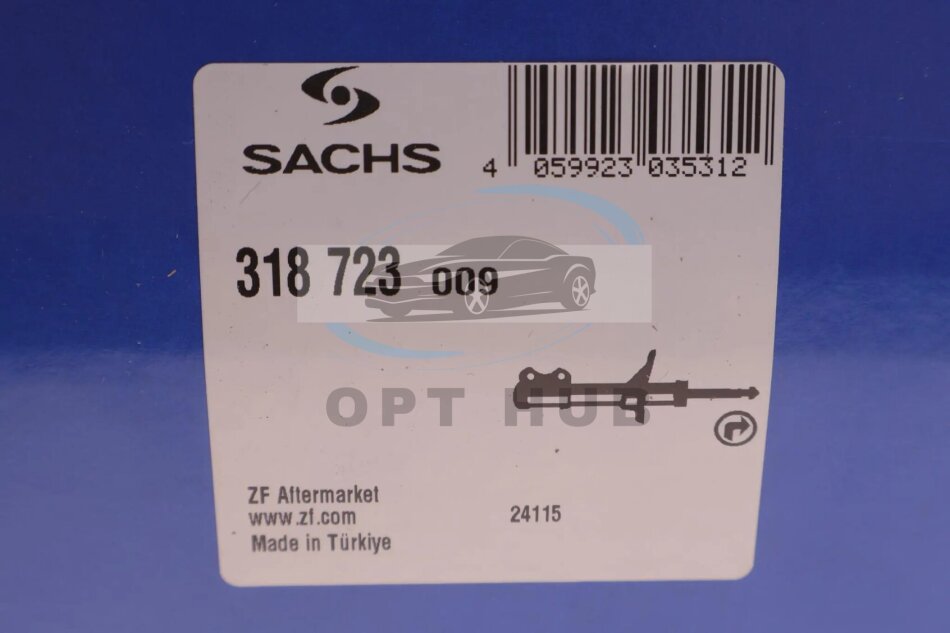 SACHS
4 059923 035312
318 723 009
OPT HUB
ZF Aftermarket
www.zf.com
24115
Made in Türkiye